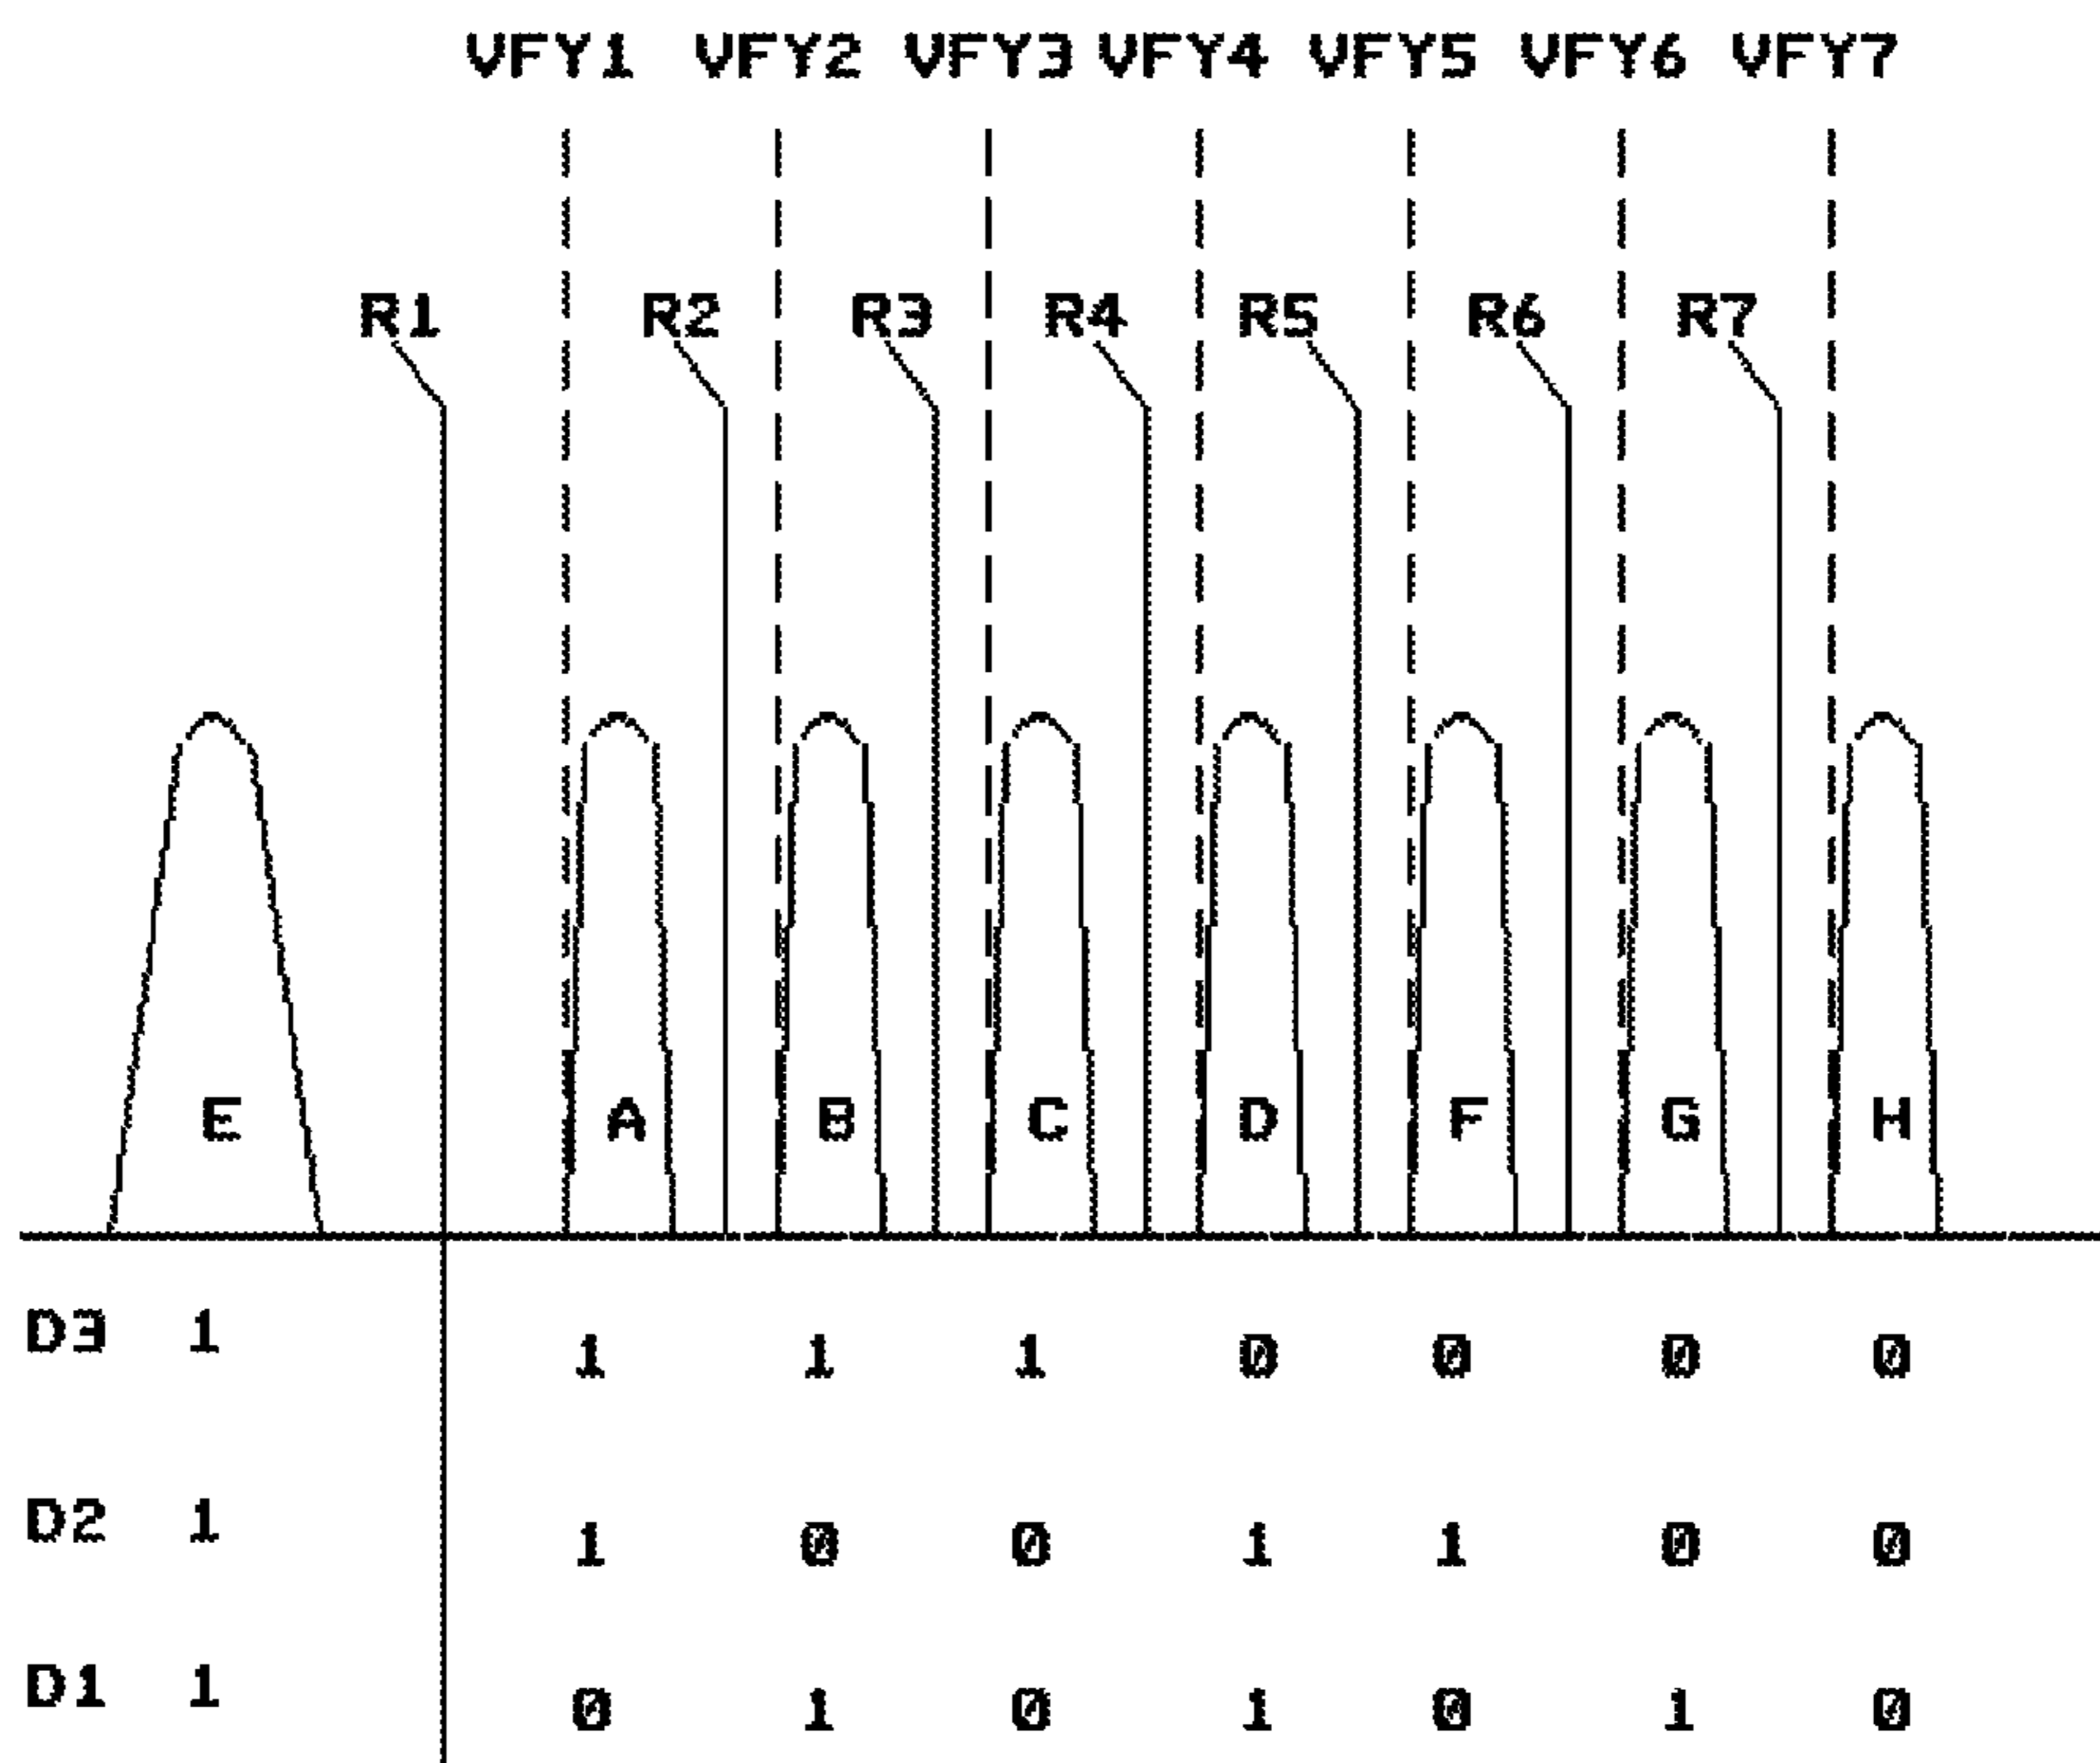 VFY1 VFY2 VFY3 VFY4 VFY5 VFY6 VFY7
R1 R2 R3 R4 R5 R6 R7
E A B C D F G H
D3 1 1 1 1 0 0 0 0
D2 1 1 0 0 1 1 0 0
D1 1 0 1 0 1 0 1 0